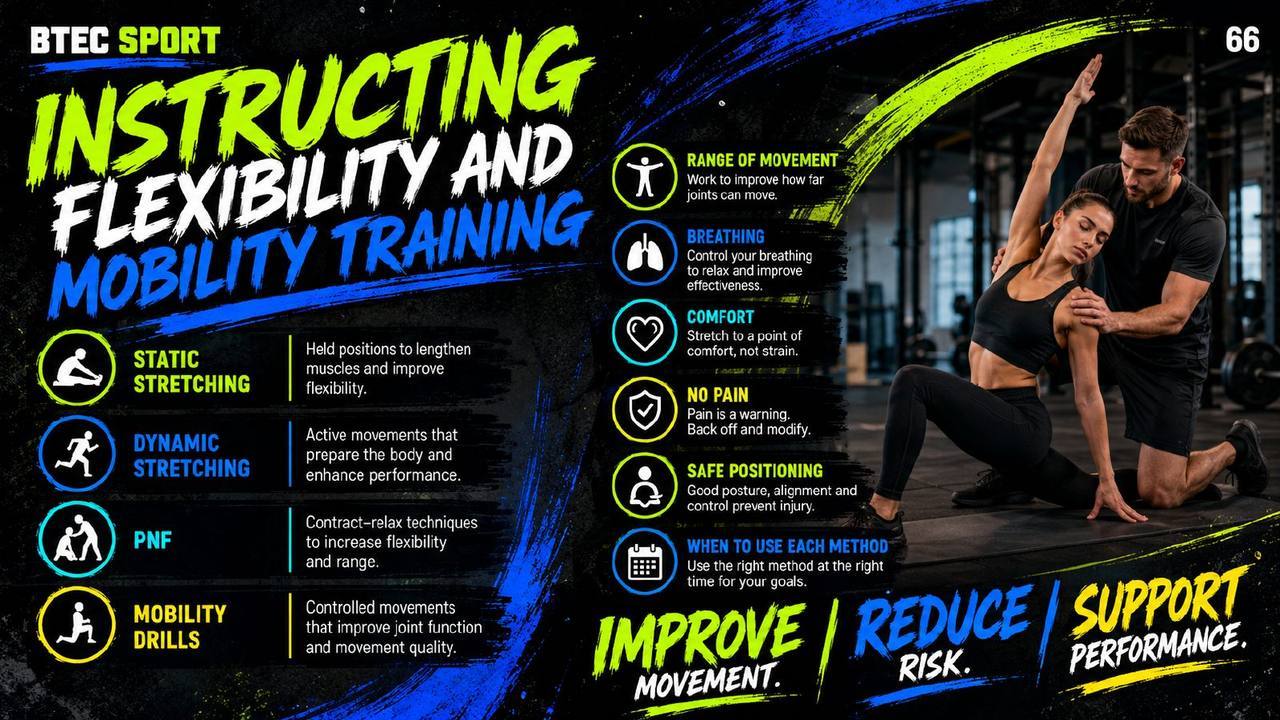 BTEC SPORT
66
INSTRUCTING
FLEXIBILITY AND
MOBILITY TRAINING
STATIC
STRETCHING
Held positions to lengthen
muscles and improve
flexibility.
DYNAMIC
STRETCHING
Active movements that
prepare the body and
enhance performance.
PNF
Contract–relax techniques
to increase flexibility
and range.
MOBILITY
DRILLS
Controlled movements
that improve joint function
and movement quality.
RANGE OF MOVEMENT
Work to improve how far
joints can move.
BREATHING
Control your breathing
to relax and improve
effectiveness.
COMFORT
Stretch to a point of
comfort, not strain.
NO PAIN
Pain is a warning.
Back off and modify.
SAFE POSITIONING
Good posture, alignment and
control prevent injury.
WHEN TO USE EACH METHOD
Use the right method at the right
time for your goals.
IMPROVE
MOVEMENT.
REDUCE
RISK.
SUPPORT
PERFORMANCE.